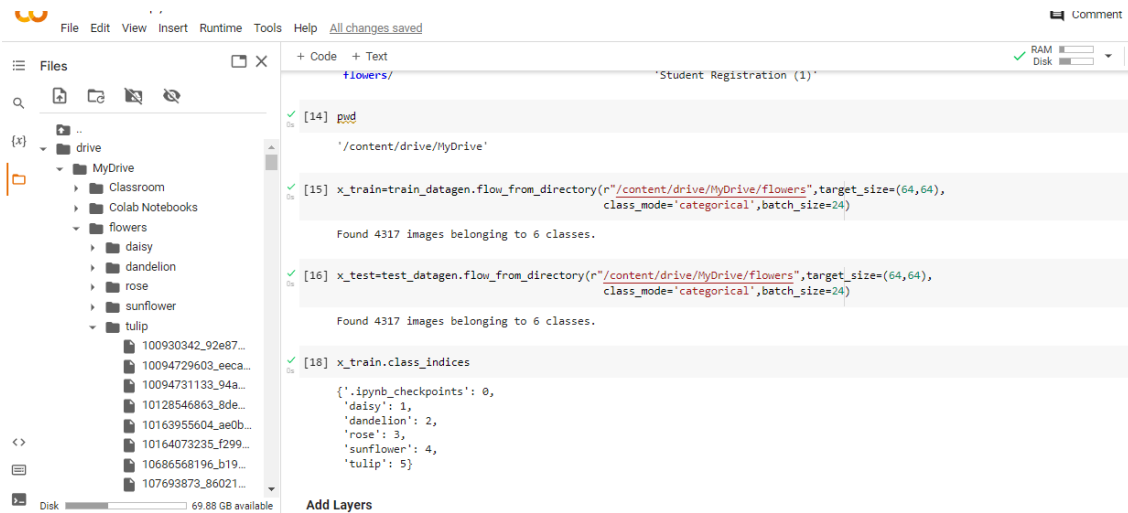 Comment
File Edit View Insert Runtime Tools Help All changes saved
Files
+ Code + Text
RAM
Disk
flowers/ 'Student Registration (1)'
..
drive
MyDrive
Classroom
Colab Notebooks
flowers
daisy
dandelion
rose
sunflower
tulip
100930342_92e87...
10094729603_eeca...
10094731133_94a...
10128546863_8de...
10163955604_ae0b...
10164073235_f299...
10686568196_b19...
107693873_86021...
Disk 69.88 GB available
{x}
0s [14] pwd
'/content/drive/MyDrive'
0s [15] x_train=train_datagen.flow_from_directory(r"/content/drive/MyDrive/flowers",target_size=(64,64),
class_mode='categorical',batch_size=24)
Found 4317 images belonging to 6 classes.
0s [16] x_test=test_datagen.flow_from_directory(r"/content/drive/MyDrive/flowers",target_size=(64,64),
class_mode='categorical',batch_size=24)
Found 4317 images belonging to 6 classes.
0s [18] x_train.class_indices
{'.ipynb_checkpoints': 0,
'daisy': 1,
'dandelion': 2,
'rose': 3,
'sunflower': 4,
'tulip': 5}
Add Layers